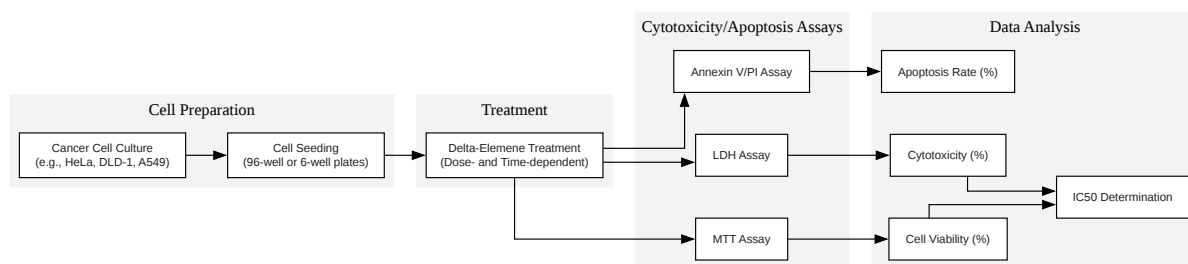 Cytotoxicity/Apoptosis Assays
Data Analysis
Annexin V/PI Assay
Apoptosis Rate (%)
Cell Preparation
Treatment
Cancer Cell Culture
(e.g., HeLa, DLD-1, A549)
Cell Seeding
(96-well or 6-well plates)
Delta-Elemene Treatment
(Dose- and Time-dependent)
LDH Assay
Cytotoxicity (%)
IC50 Determination
MTT Assay
Cell Viability (%)